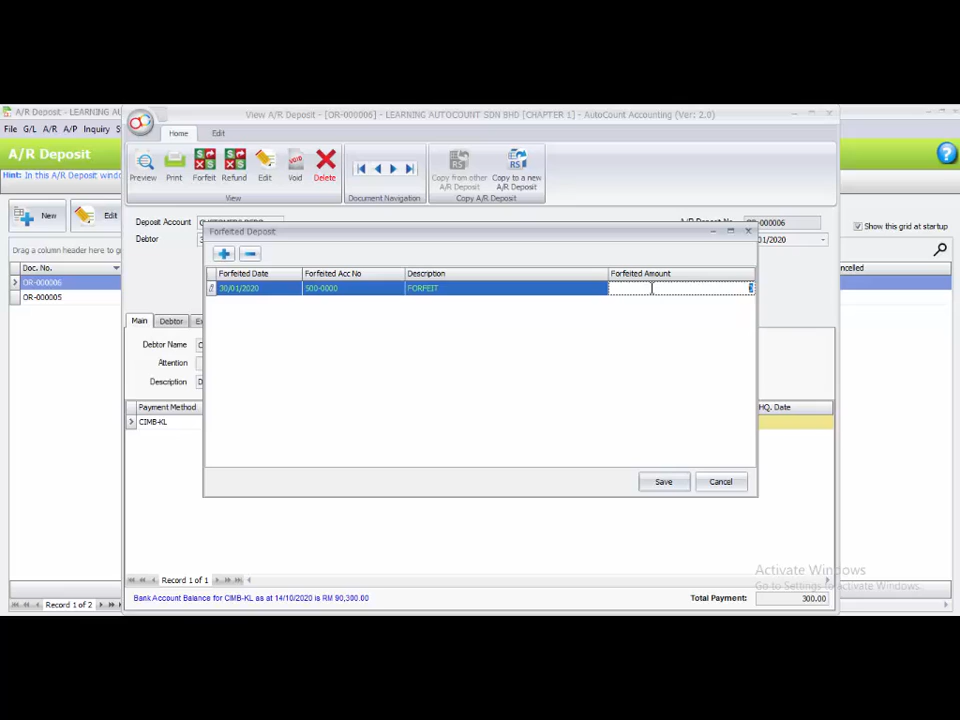 A/R Deposit - LEARNING AU
View A/R Deposit - [OR-000006] - LEARNING AUTOCOUNT SDN BHD [CHAPTER 1] - AutoCount Accounting (Ver: 2.0)
File G/L A/R A/P Inquiry
Home Edit
A/R Deposit
Hint: In this A/R Deposit windo
Preview Print Forfeit Refund Edit Void Delete
Copy from other A/R Deposit
Copy to a new A/R Deposit
View Document Navigation Copy A/R Deposit
New Edit
Deposit Account
OR-000006
Show this grid at startup
Forfeited Deposit
Debtor
01/2020
Drag a column header here to g
Doc. No.
ncelled
OR-000006
OR-000005
Forfeited Date Forfeited Acc No Description Forfeited Amount
30/01/2020 500-0000 FORFEIT
Main Debtor
Debtor Name
Attention
Description
Payment Method
HQ. Date
CIMB-KL
Save Cancel
Activate Windows
Go to Settings to activate Windows.
Record 1 of 1
Bank Account Balance for CIMB-KL as at 14/10/2020 is RM 90,300.00
Total Payment: 300.00
Record 1 of 2